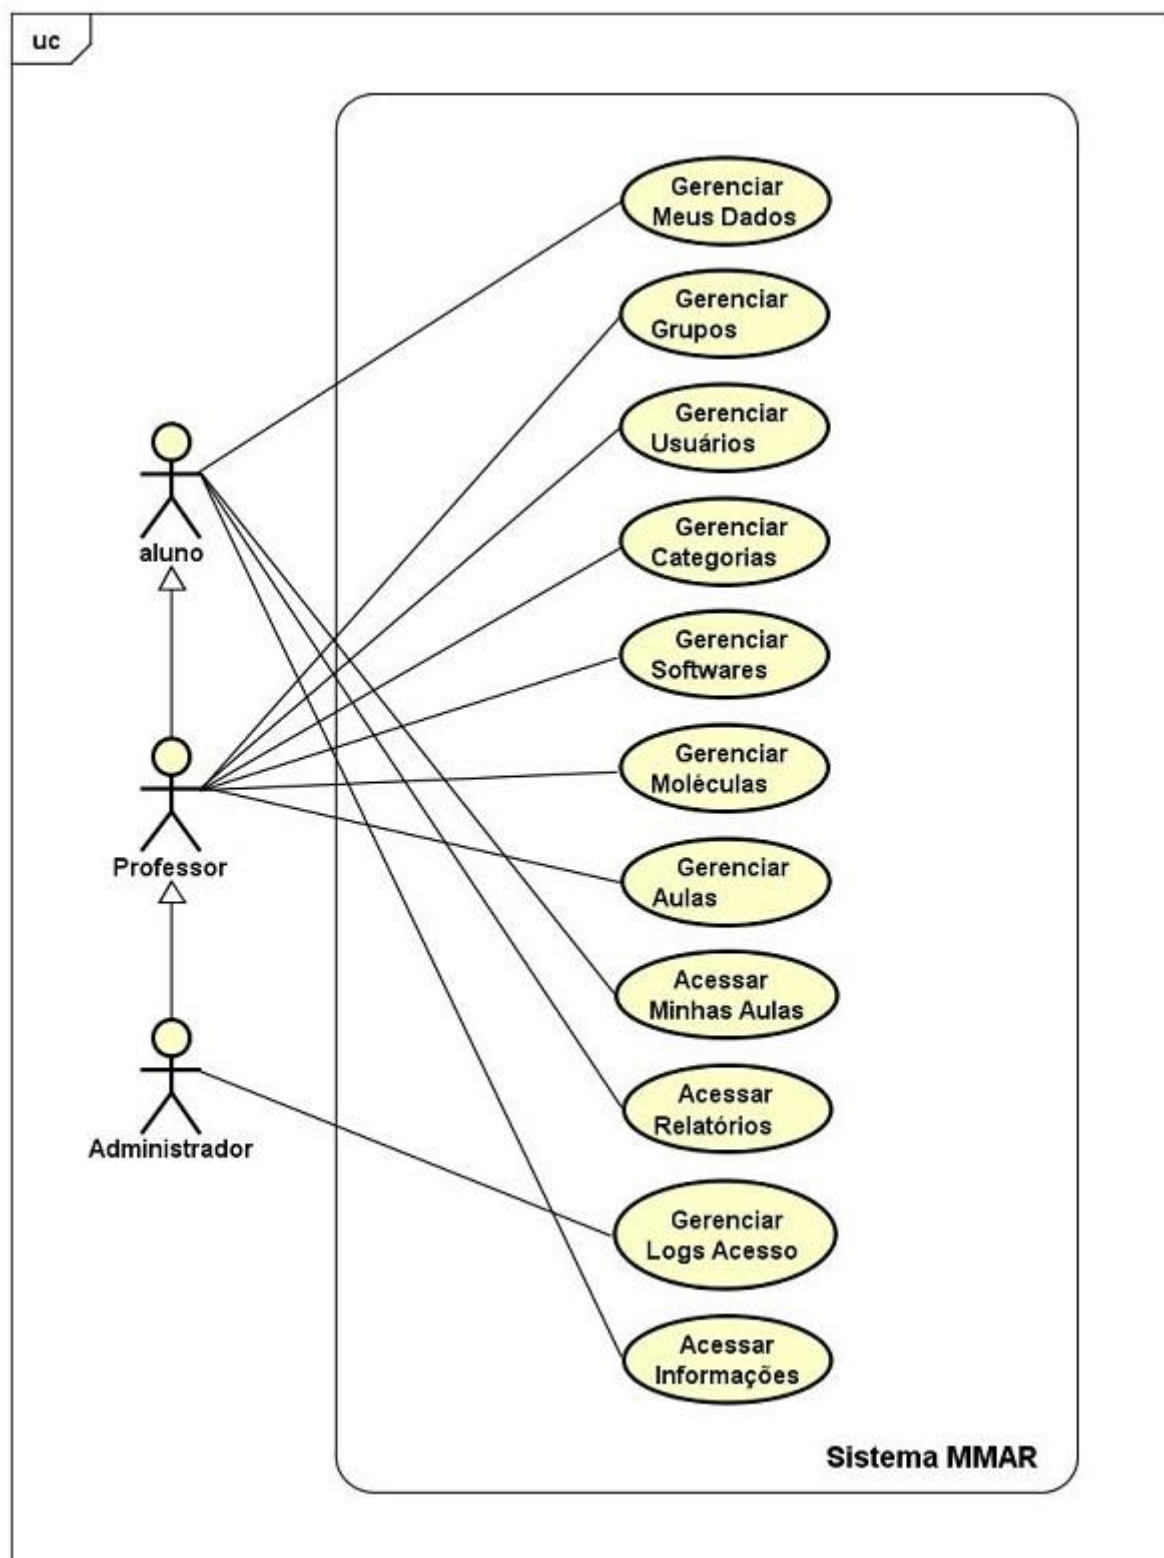 uc
Gerenciar
Meus Dados
Gerenciar
Grupos
Gerenciar
Usuários
aluno
Gerenciar
Categorias
Gerenciar
Softwares
Gerenciar
Moléculas
Professor
Gerenciar
Aulas
Acessar
Minhas Aulas
Acessar
Relatórios
Administrador
Gerenciar
Logs Acesso
Acessar
Informações
Sistema MMAR